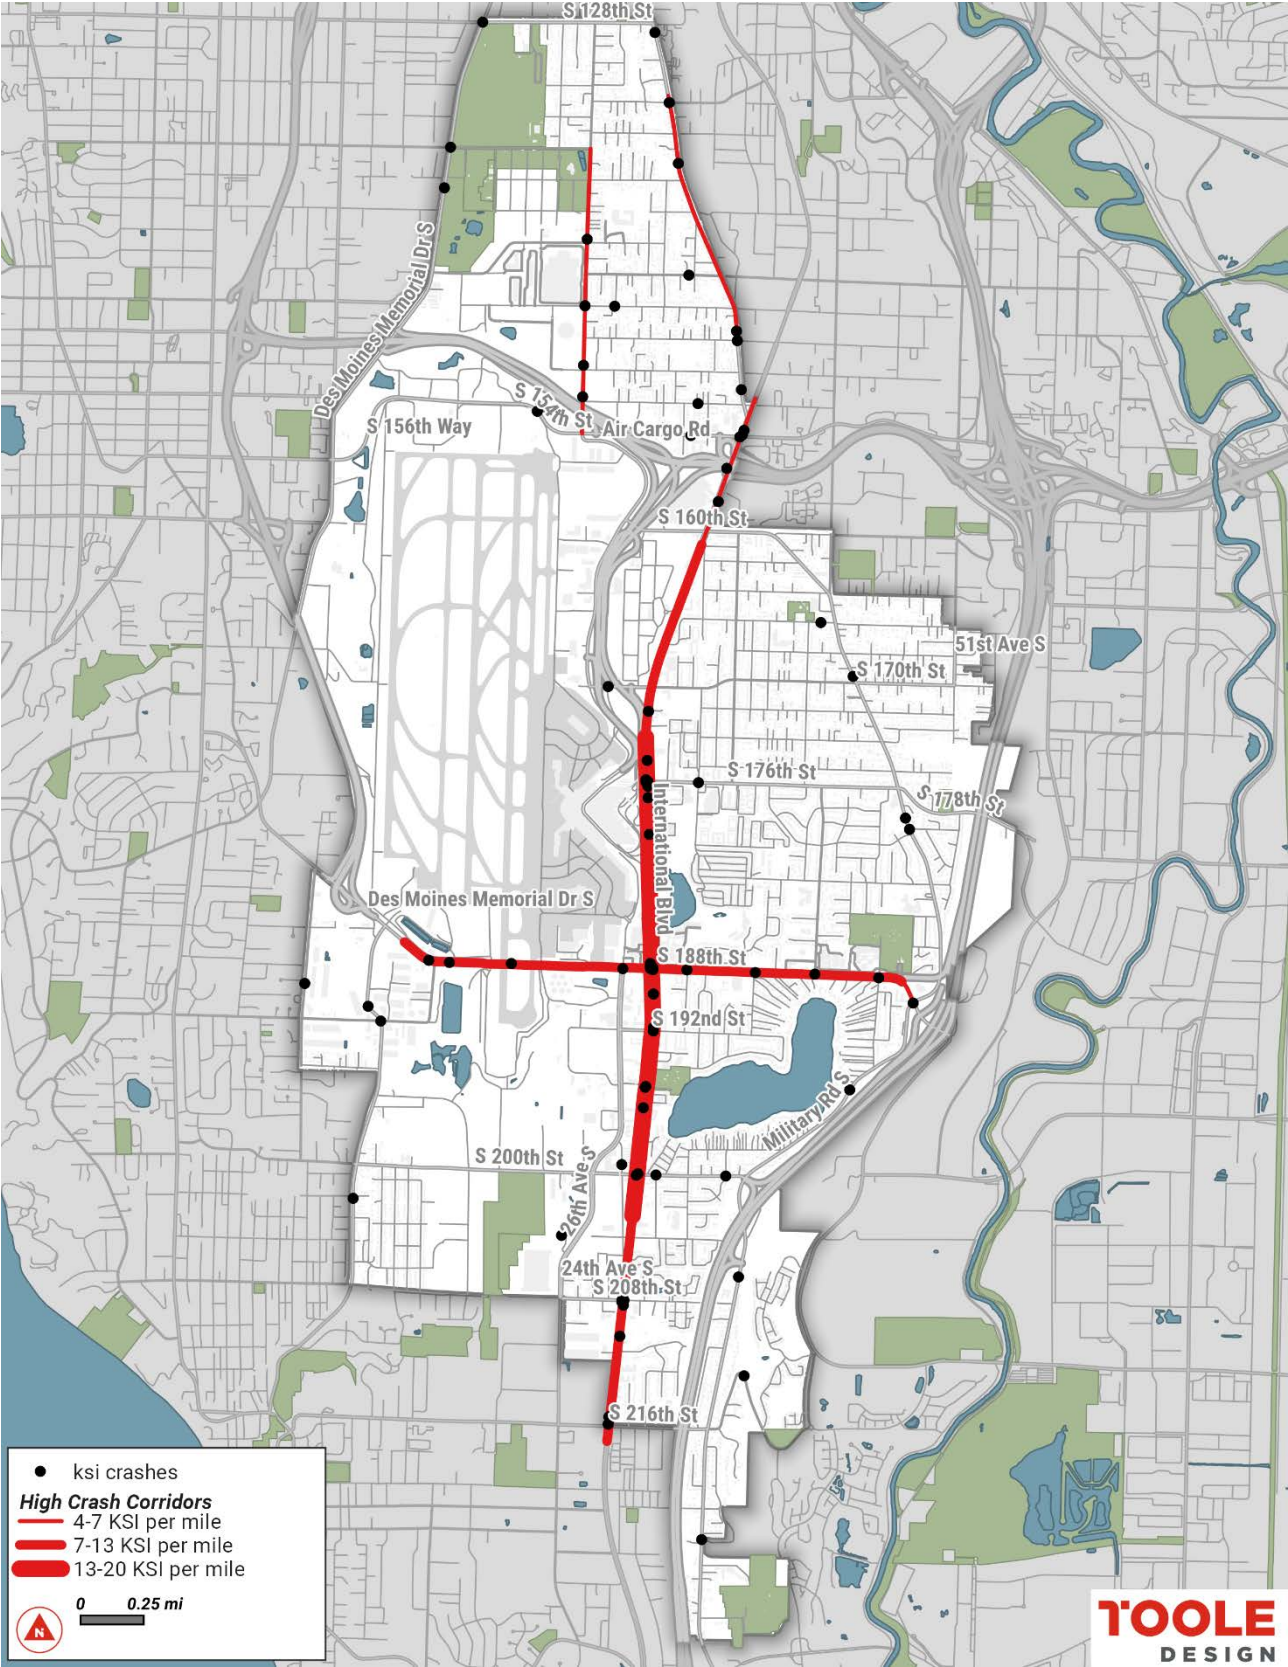 S 128th St
Des Moines Memorial Dr S
S 154th St
S 156th Way
Air Cargo Rd
S 160th St
51st Ave S
S 170th St
S 176th St
S 178th St
International Blvd
Des Moines Memorial Dr S
S 188th St
S 192nd St
Military Rd S
S 200th St
26th Ave S
24th Ave S
S 208th St
S 216th St
ksi crashes
High Crash Corridors
4-7 KSI per mile
7-13 KSI per mile
13-20 KSI per mile
0 0.25 mi
N
TOOLE
DESIGN